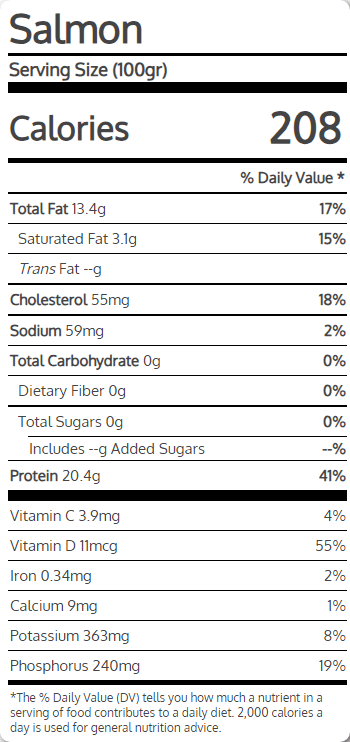 Salmon
Serving Size (100gr)
Calories 208
% Daily Value *
Total Fat 13.4g 17%
Saturated Fat 3.1g 15%
Trans Fat --g
Cholesterol 55mg 18%
Sodium 59mg 2%
Total Carbohydrate 0g 0%
Dietary Fiber 0g 0%
Total Sugars 0g 0%
Includes --g Added Sugars --%
Protein 20.4g 41%
Vitamin C 3.9mg 4%
Vitamin D 11mcg 55%
Iron 0.34mg 2%
Calcium 9mg 1%
Potassium 363mg 8%
Phosphorus 240mg 19%
*The % Daily Value (DV) tells you how much a nutrient in a
serving of food contributes to a daily diet. 2,000 calories a
day is used for general nutrition advice.